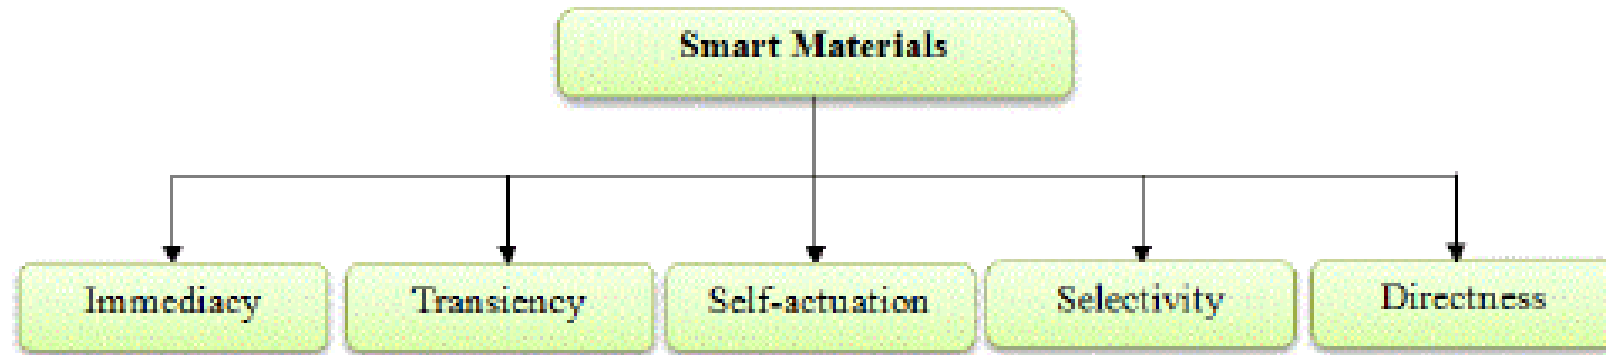 Smart Materials
Immediacy
Transiency
Self-actuation
Selectivity
Directness